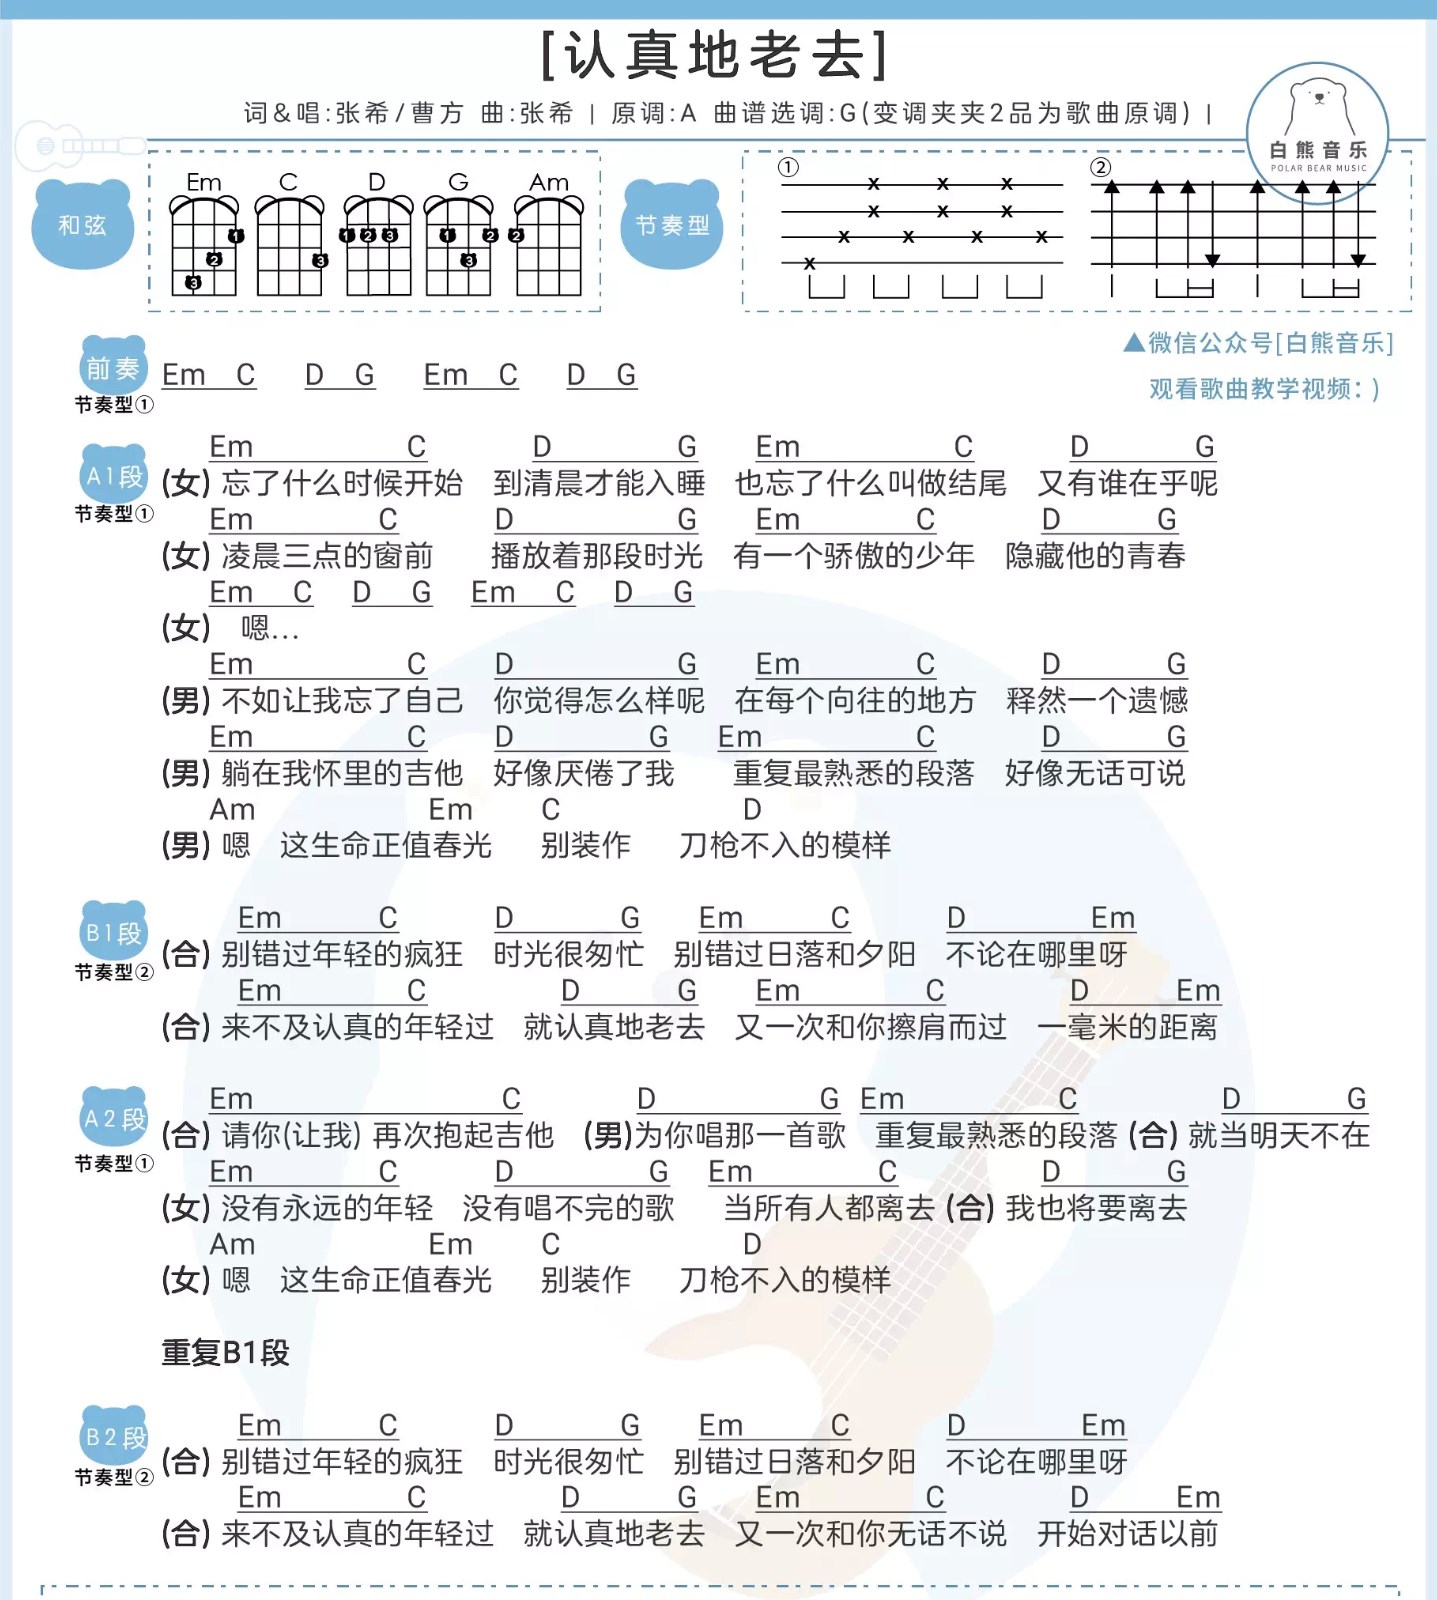 [认真地老去]
词&唱:张希/曹方 曲:张希 | 原调:A 曲谱选调:G(变调夹夹2品为歌曲原调) |
白熊音乐
POLAR BEAR MUSIC
和弦
Em C D G Am
1 2 3 3 1 2 3 1 2 3 2
节奏型
① ②
▲微信公众号[白熊音乐]
观看歌曲教学视频：)
前奏
节奏型①
Em C D G Em C D G
A1段
节奏型①
Em C D G Em C D G
(女) 忘了什么时候开始 到清晨才能入睡 也忘了什么叫做结尾 又有谁在乎呢
Em C D G Em C D G
(女) 凌晨三点的窗前 播放着那段时光 有一个骄傲的少年 隐藏他的青春
Em C D G Em C D G
(女) 嗯...
Em C D G Em C D G
(男) 不如让我忘了自己 你觉得怎么样呢 在每个向往的地方 释然一个遗憾
Em C D G Em C D G
(男) 躺在我怀里的吉他 好像厌倦了我 重复最熟悉的段落 好像无话可说
Am Em C D
(男) 嗯 这生命正值春光 别装作 刀枪不入的模样
B1段
节奏型②
Em C D G Em C D Em
(合) 别错过年轻的疯狂 时光很匆忙 别错过日落和夕阳 不论在哪里呀
Em C D G Em C D Em
(合) 来不及认真的年轻过 就认真地老去 又一次和你擦肩而过 一毫米的距离
A2段
节奏型①
Em C D G Em C D G
(合) 请你(让我) 再次抱起吉他 (男)为你唱那一首歌 重复最熟悉的段落 (合) 就当明天不在
Em C D G Em C D G
(女) 没有永远的年轻 没有唱不完的歌 当所有人都离去 (合) 我也将要离去
Am Em C D
(女) 嗯 这生命正值春光 别装作 刀枪不入的模样
重复B1段
B2段
节奏型②
Em C D G Em C D Em
(合) 别错过年轻的疯狂 时光很匆忙 别错过日落和夕阳 不论在哪里呀
Em C D G Em C D Em
(合) 来不及认真的年轻过 就认真地老去 又一次和你无话不说 开始对话以前